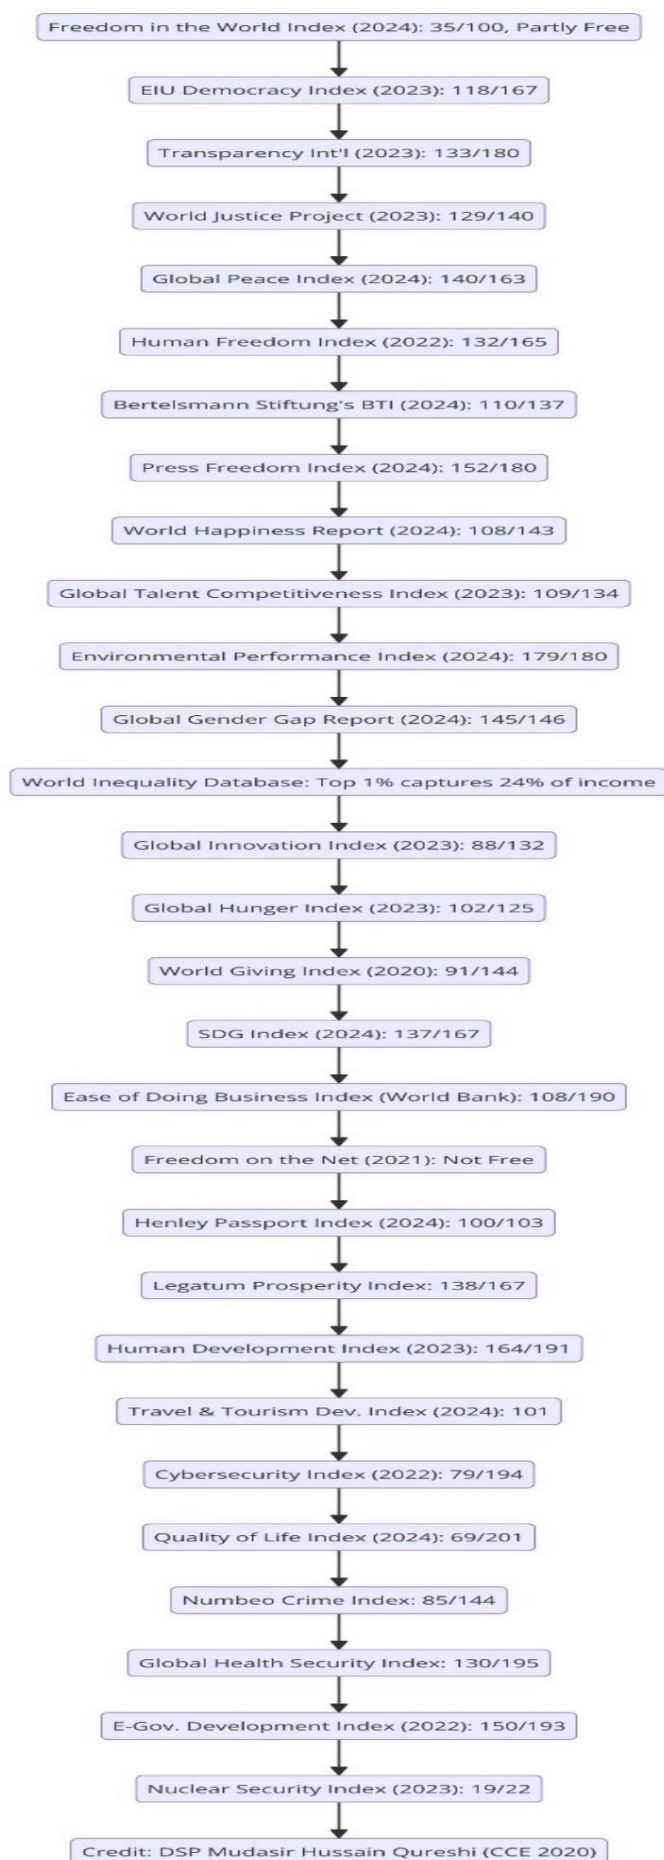 Freedom in the World Index (2024): 35/100, Partly Free
EIU Democracy Index (2023): 118/167
Transparency Int'l (2023): 133/180
World Justice Project (2023): 129/140
Global Peace Index (2024): 140/163
Human Freedom Index (2022): 132/165
Bertelsmann Stiftung's BTI (2024): 110/137
Press Freedom Index (2024): 152/180
World Happiness Report (2024): 108/143
Global Talent Competitiveness Index (2023): 109/134
Environmental Performance Index (2024): 179/180
Global Gender Gap Report (2024): 145/146
World Inequality Database: Top 1% captures 24% of income
Global Innovation Index (2023): 88/132
Global Hunger Index (2023): 102/125
World Giving Index (2020): 91/144
SDG Index (2024): 137/167
Ease of Doing Business Index (World Bank): 108/190
Freedom on the Net (2021): Not Free
Henley Passport Index (2024): 100/103
Legatum Prosperity Index: 138/167
Human Development Index (2023): 164/191
Travel & Tourism Dev. Index (2024): 101
Cybersecurity Index (2022): 79/194
Quality of Life Index (2024): 69/201
Numbeo Crime Index: 85/144
Global Health Security Index: 130/195
E-Gov. Development Index (2022): 150/193
Nuclear Security Index (2023): 19/22
Credit: DSP Mudasir Hussain Qureshi (CCE 2020)